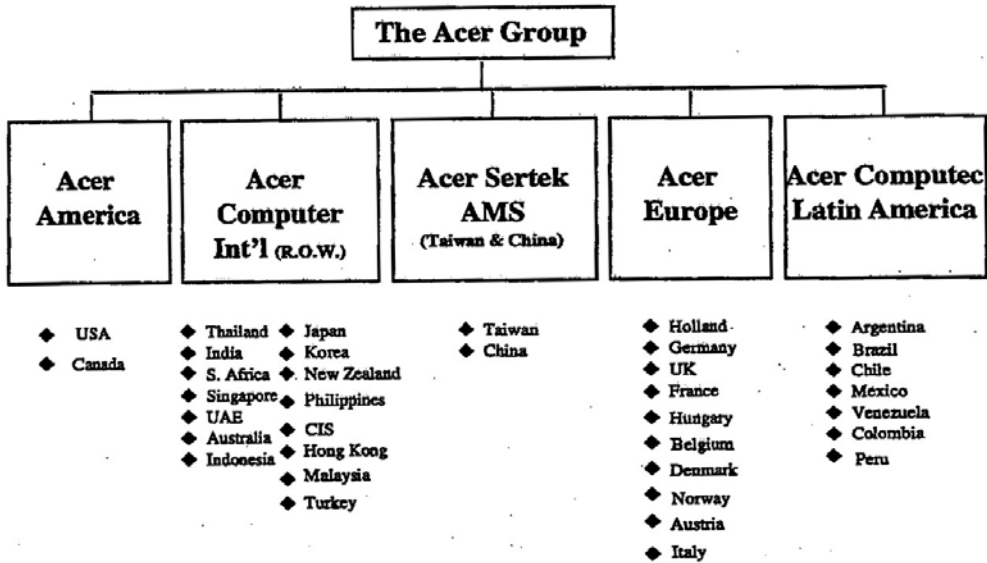 The Acer Group
Acer
America
Acer
Computer
Int'l (R.O.W.)
Acer Sertek
AMS
(Taiwan & China)
Acer
Europe
Acer Computec
Latin America
USA
Canada
Thailand
India
S. Africa
Singapore
UAE
Australia
Indonesia
Japan
Korea
New Zealand
Philippines
CIS
Hong Kong
Malaysia
Turkey
Taiwan
China
Holland
Germany
UK
France
Hungary
Belgium
Denmark
Norway
Austria
Italy
Argentina
Brazil
Chile
Mexico
Venezuela
Colombia
Peru